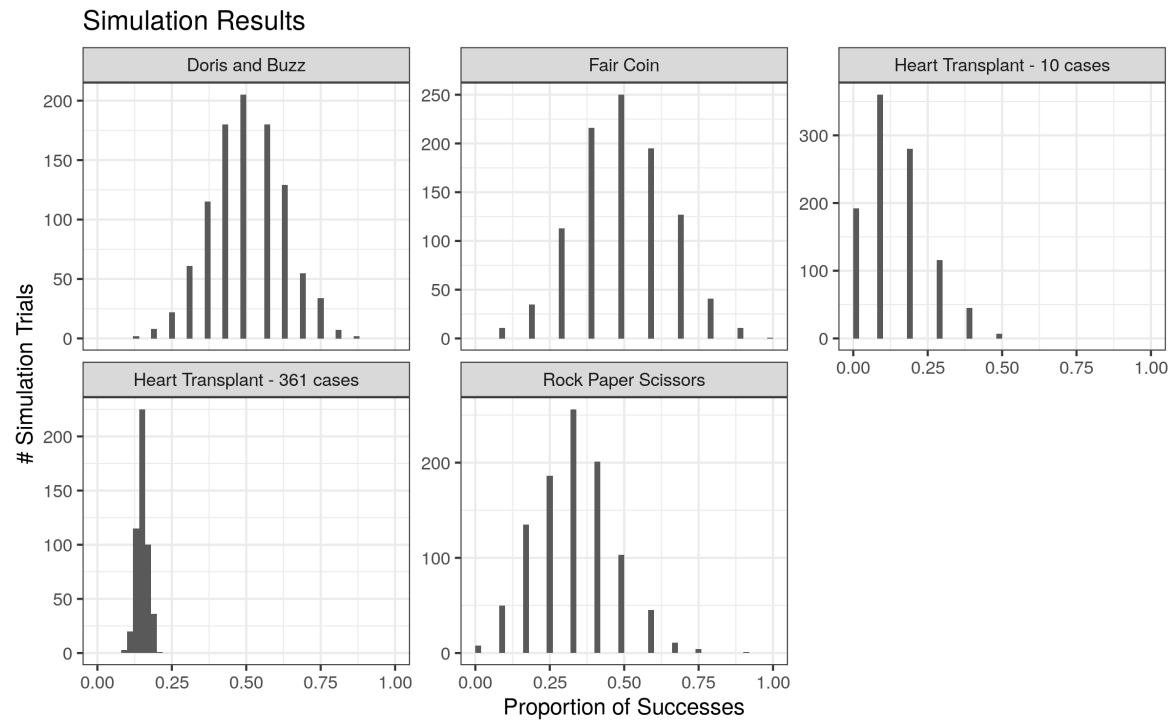 Simulation Results
Doris and Buzz
Fair Coin
Heart Transplant - 10 cases
200
150
100
50
0
250
200
150
100
50
0
300
200
100
0
0.00 0.25 0.50 0.75 1.00
# Simulation Trials
Heart Transplant - 361 cases
Rock Paper Scissors
200
150
100
50
0
0.00 0.25 0.50 0.75 1.00
200
100
0
0.00 0.25 0.50 0.75 1.00
Proportion of Successes